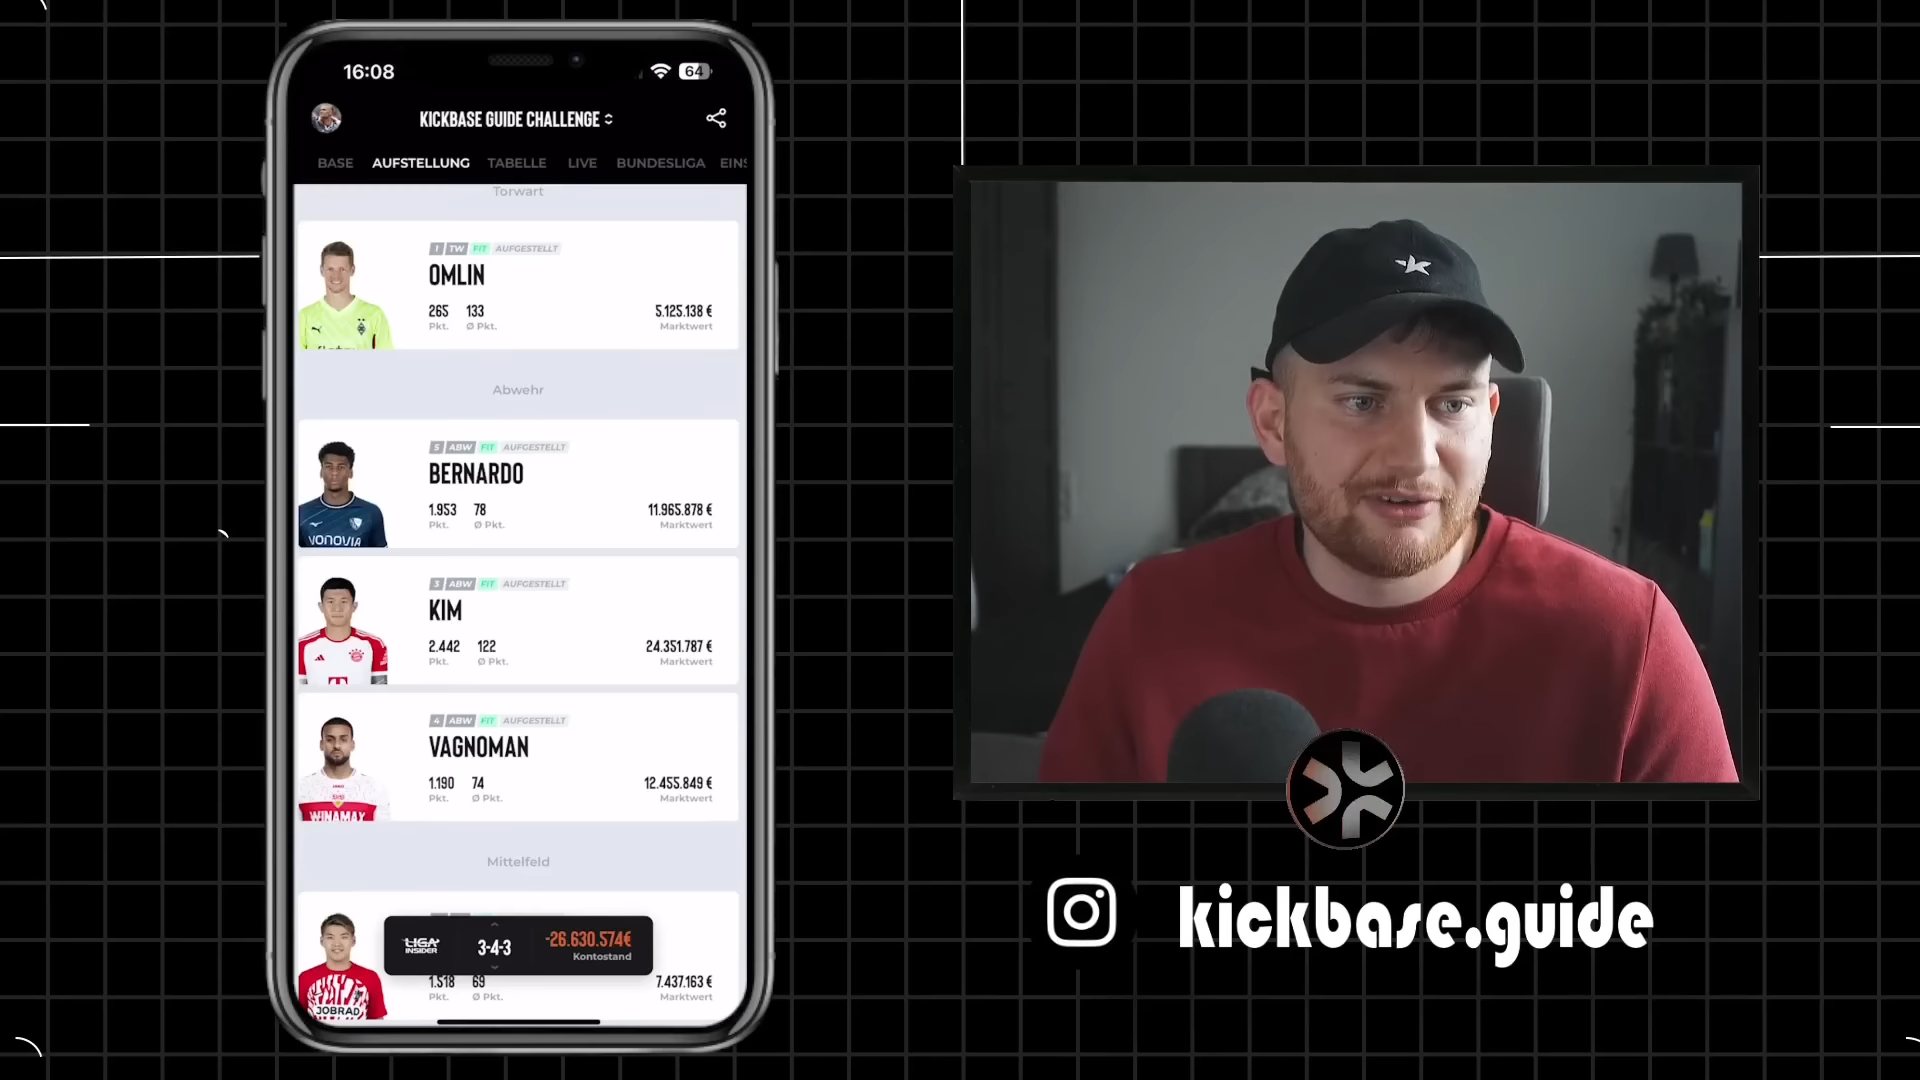 16:08
64
KICKBASE GUIDE CHALLENGE
BASE AUFSTELLUNG TABELLE LIVE BUNDESLIGA EINS
Torwart
1 TW FIT AUFGESTELLT
OMLIN
265 133 5.125.138 €
Pkt. Ø Pkt. Marktwert
Abwehr
5 ABW FIT AUFGESTELLT
BERNARDO
1.953 78 11.965.878 €
Pkt. Ø Pkt. Marktwert
VONOVIA
3 ABW FIT AUFGESTELLT
KIM
2.442 122 24.351.787 €
Pkt. Ø Pkt. Marktwert
4 ABW FIT AUFGESTELLT
VAGNOMAN
1.190 74 12.455.849 €
Pkt. Ø Pkt. Marktwert
WINAMAX
Mittelfeld
LIGA INSIDER 3-4-3 -26.630.574€
Kontostand
1.518 69 7.437.163 €
Pkt. Ø Pkt. Marktwert
JOBRAD
kickbase.guide